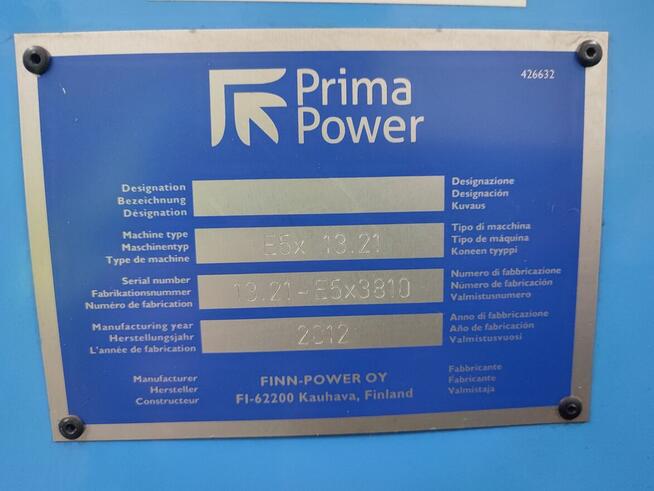 Prima
Power
426632
Designation
Bezeichnung
Dèsignation
Designazione
Designación
Kuvaus
Machine type
Maschinentyp
Type de machine
E5x 13.21
Tipo di macchina
Tipo de màquina
Koneen tyyppi
Serial number
Fabrikationsnummer
Numéro de fabrication
13.21-E5x3810
Numero di fabbricazione
Número de fabricación
Valmistusnumero
Manufacturing year
Herstellungsjahr
L'année de fabrication
2012
Anno di fabbricazione
Año de fabricación
Valmistusvuosi
Manufacturer
Hersteller
Constructeur
FINN-POWER OY
FI-62200 Kauhava, Finland
Fabbricante
Fabricante
Valmistaja